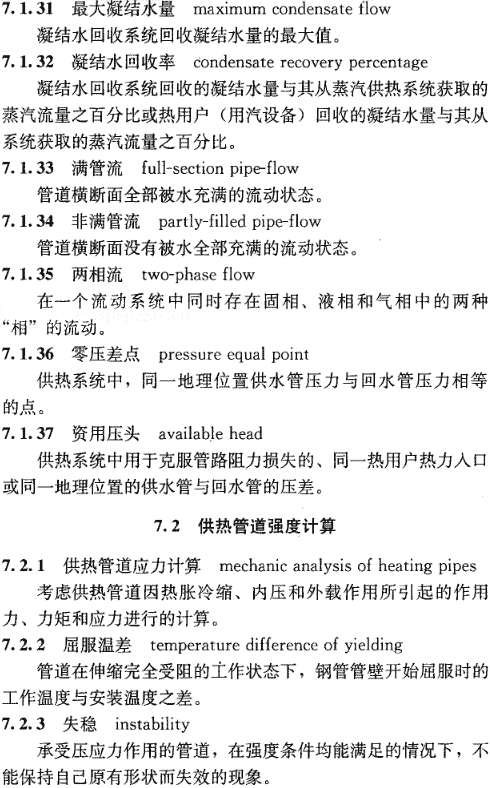 7.1.31 最大凝结水量 maximum condensate flow
凝结水回收系统回收凝结水量的最大值。
7.1.32 凝结水回收率 condensate recovery percentage
凝结水回收系统回收的凝结水量与其从蒸汽供热系统获取的
蒸汽流量之百分比或热用户（用汽设备）回收的凝结水量与其从
系统获取的蒸汽流量之百分比。
7.1.33 满管流 full-section pipe-flow
管道横断面全部被水充满的流动状态。
7.1.34 非满管流 partly-filled pipe-flow
管道横断面没有被水全部充满的流动状态。
7.1.35 两相流 two-phase flow
在一个流动系统中同时存在固相、液相和气相中的两种
“相”的流动。
7.1.36 零压差点 pressure equal point
供热系统中，同一地理位置供水管压力与回水管压力相等
的点。
7.1.37 资用压头 available head
供热系统中用于克服管路阻力损失的、同一热用户热力入口
或同一地理位置的供水管与回水管的压差。
7.2 供热管道强度计算
7.2.1 供热管道应力计算 mechanic analysis of heating pipes
考虑供热管道因热胀冷缩、内压和外载作用所引起的作用
力、力矩和应力进行的计算。
7.2.2 屈服温差 temperature difference of yielding
管道在伸缩完全受阻的工作状态下，钢管管壁开始屈服时的
工作温度与安装温度之差。
7.2.3 失稳 instability
承受压应力作用的管道，在强度条件均能满足的情况下，不
能保持自己原有形状而失效的现象。